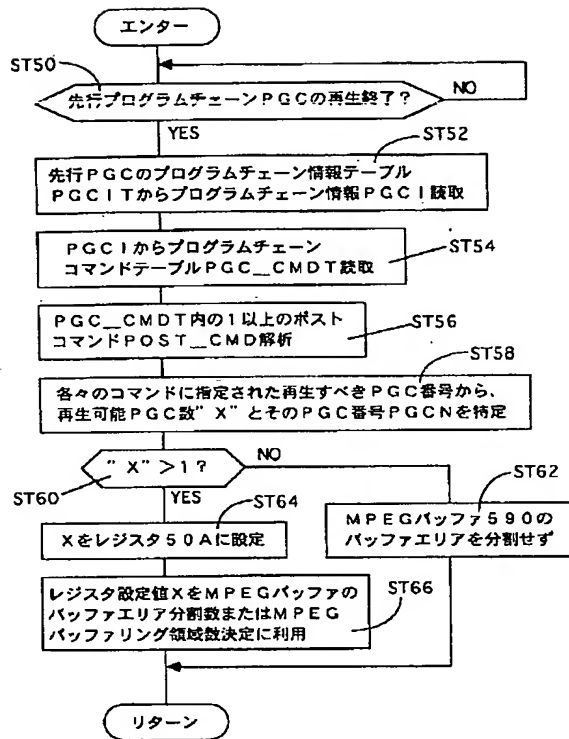 エンター
ST50
先行プログラムチェーンPGCの再生終了?
NO
YES
ST52
先行PGCのプログラムチェーン情報テーブル
PGCITからプログラムチェーン情報PGCI読取
PGCIからプログラムチェーン
コマンドテーブルPGC__CMDT読取
ST54
PGC__CMDT内の1以上のポスト
コマンドPOST__CMD解析
ST56
ST58
各々のコマンドに指定された再生すべきPGC番号から、
再生可能PGC数"X"とそのPGC番号PGCNを特定
"X">1?
NO
ST60
YES
ST62
ST64
MPEGバッファ590の
バッファエリアを分割せず
Xをレジスタ50Aに設定
レジスタ設定値XをMPEGバッファの
バッファエリア分割数またはMPEG
バッファリング領域数決定に利用
ST66
リターン